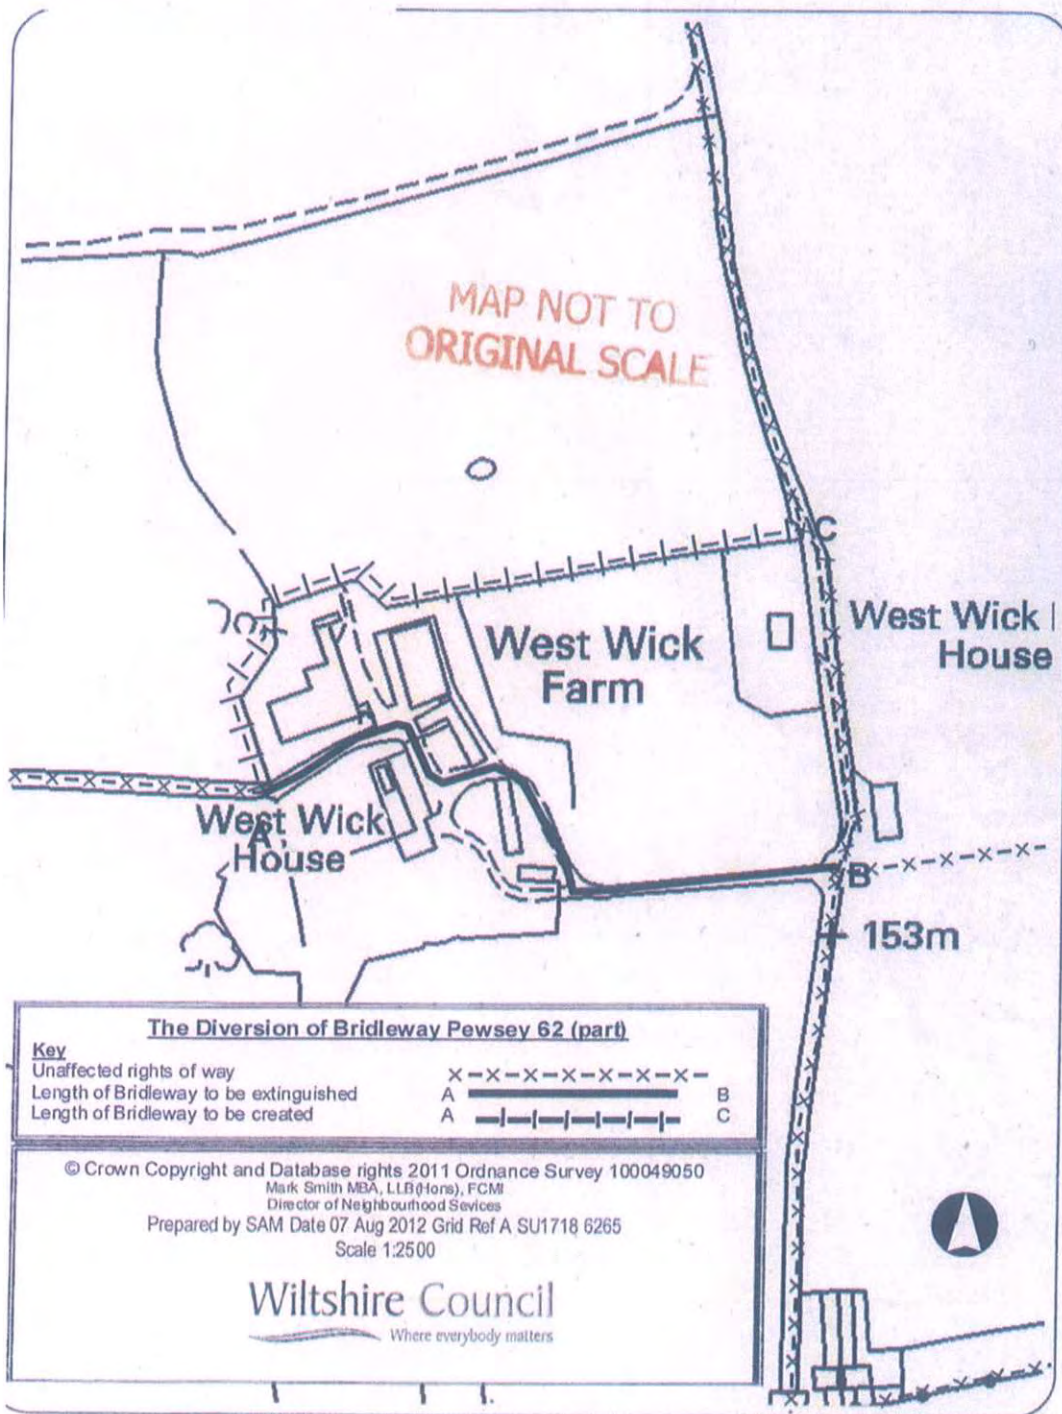 MAP NOT TO
ORIGINAL SCALE
C
West Wick
Farm
West Wick
House
West Wick
House
A
B
153m
The Diversion of Bridleway Pewsey 62 (part)
Key
Unaffected rights of way
Length of Bridleway to be extinguished A B
Length of Bridleway to be created A C
© Crown Copyright and Database rights 2011 Ordnance Survey 100049050
Mark Smith MBA, LLB(Hons), FCMI
Director of Neighbourhood Sevices
Prepared by SAM Date 07 Aug 2012 Grid Ref A SU1718 6265
Scale 1:2500
Wiltshire Council
Where everybody matters